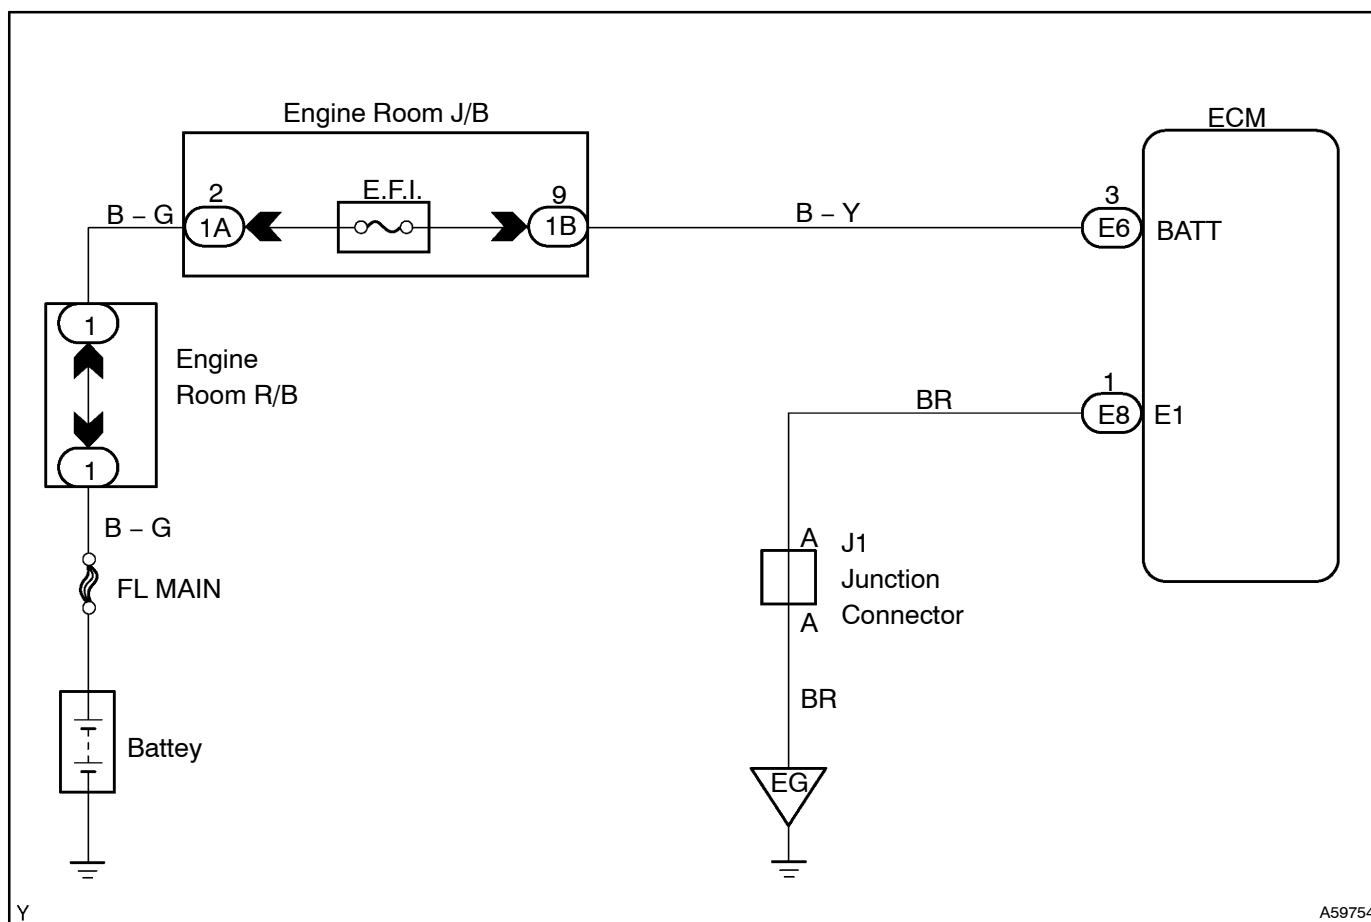 Engine Room J/B
ECM
2
E.F.I.
9
3
B – G
1A
1B
B – Y
E6
BATT
1
Engine
Room R/B
1
BR
1
E8
E1
B – G
A
J1
Junction
Connector
A
FL MAIN
BR
Battey
EG
Y
A59754